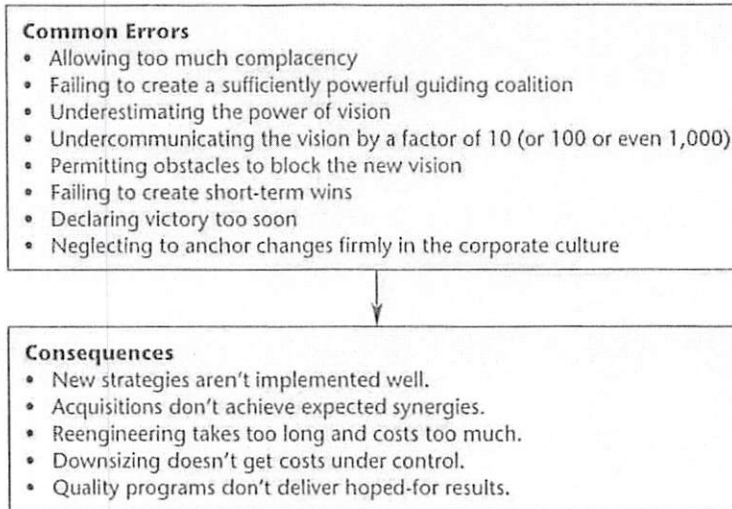 Common Errors
• Allowing too much complacency
• Failing to create a sufficiently powerful guiding coalition
• Underestimating the power of vision
• Undercommunicating the vision by a factor of 10 (or 100 or even 1,000)
• Permitting obstacles to block the new vision
• Failing to create short-term wins
• Declaring victory too soon
• Neglecting to anchor changes firmly in the corporate culture
Consequences
• New strategies aren't implemented well.
• Acquisitions don't achieve expected synergies.
• Reengineering takes too long and costs too much.
• Downsizing doesn't get costs under control.
• Quality programs don't deliver hoped-for results.